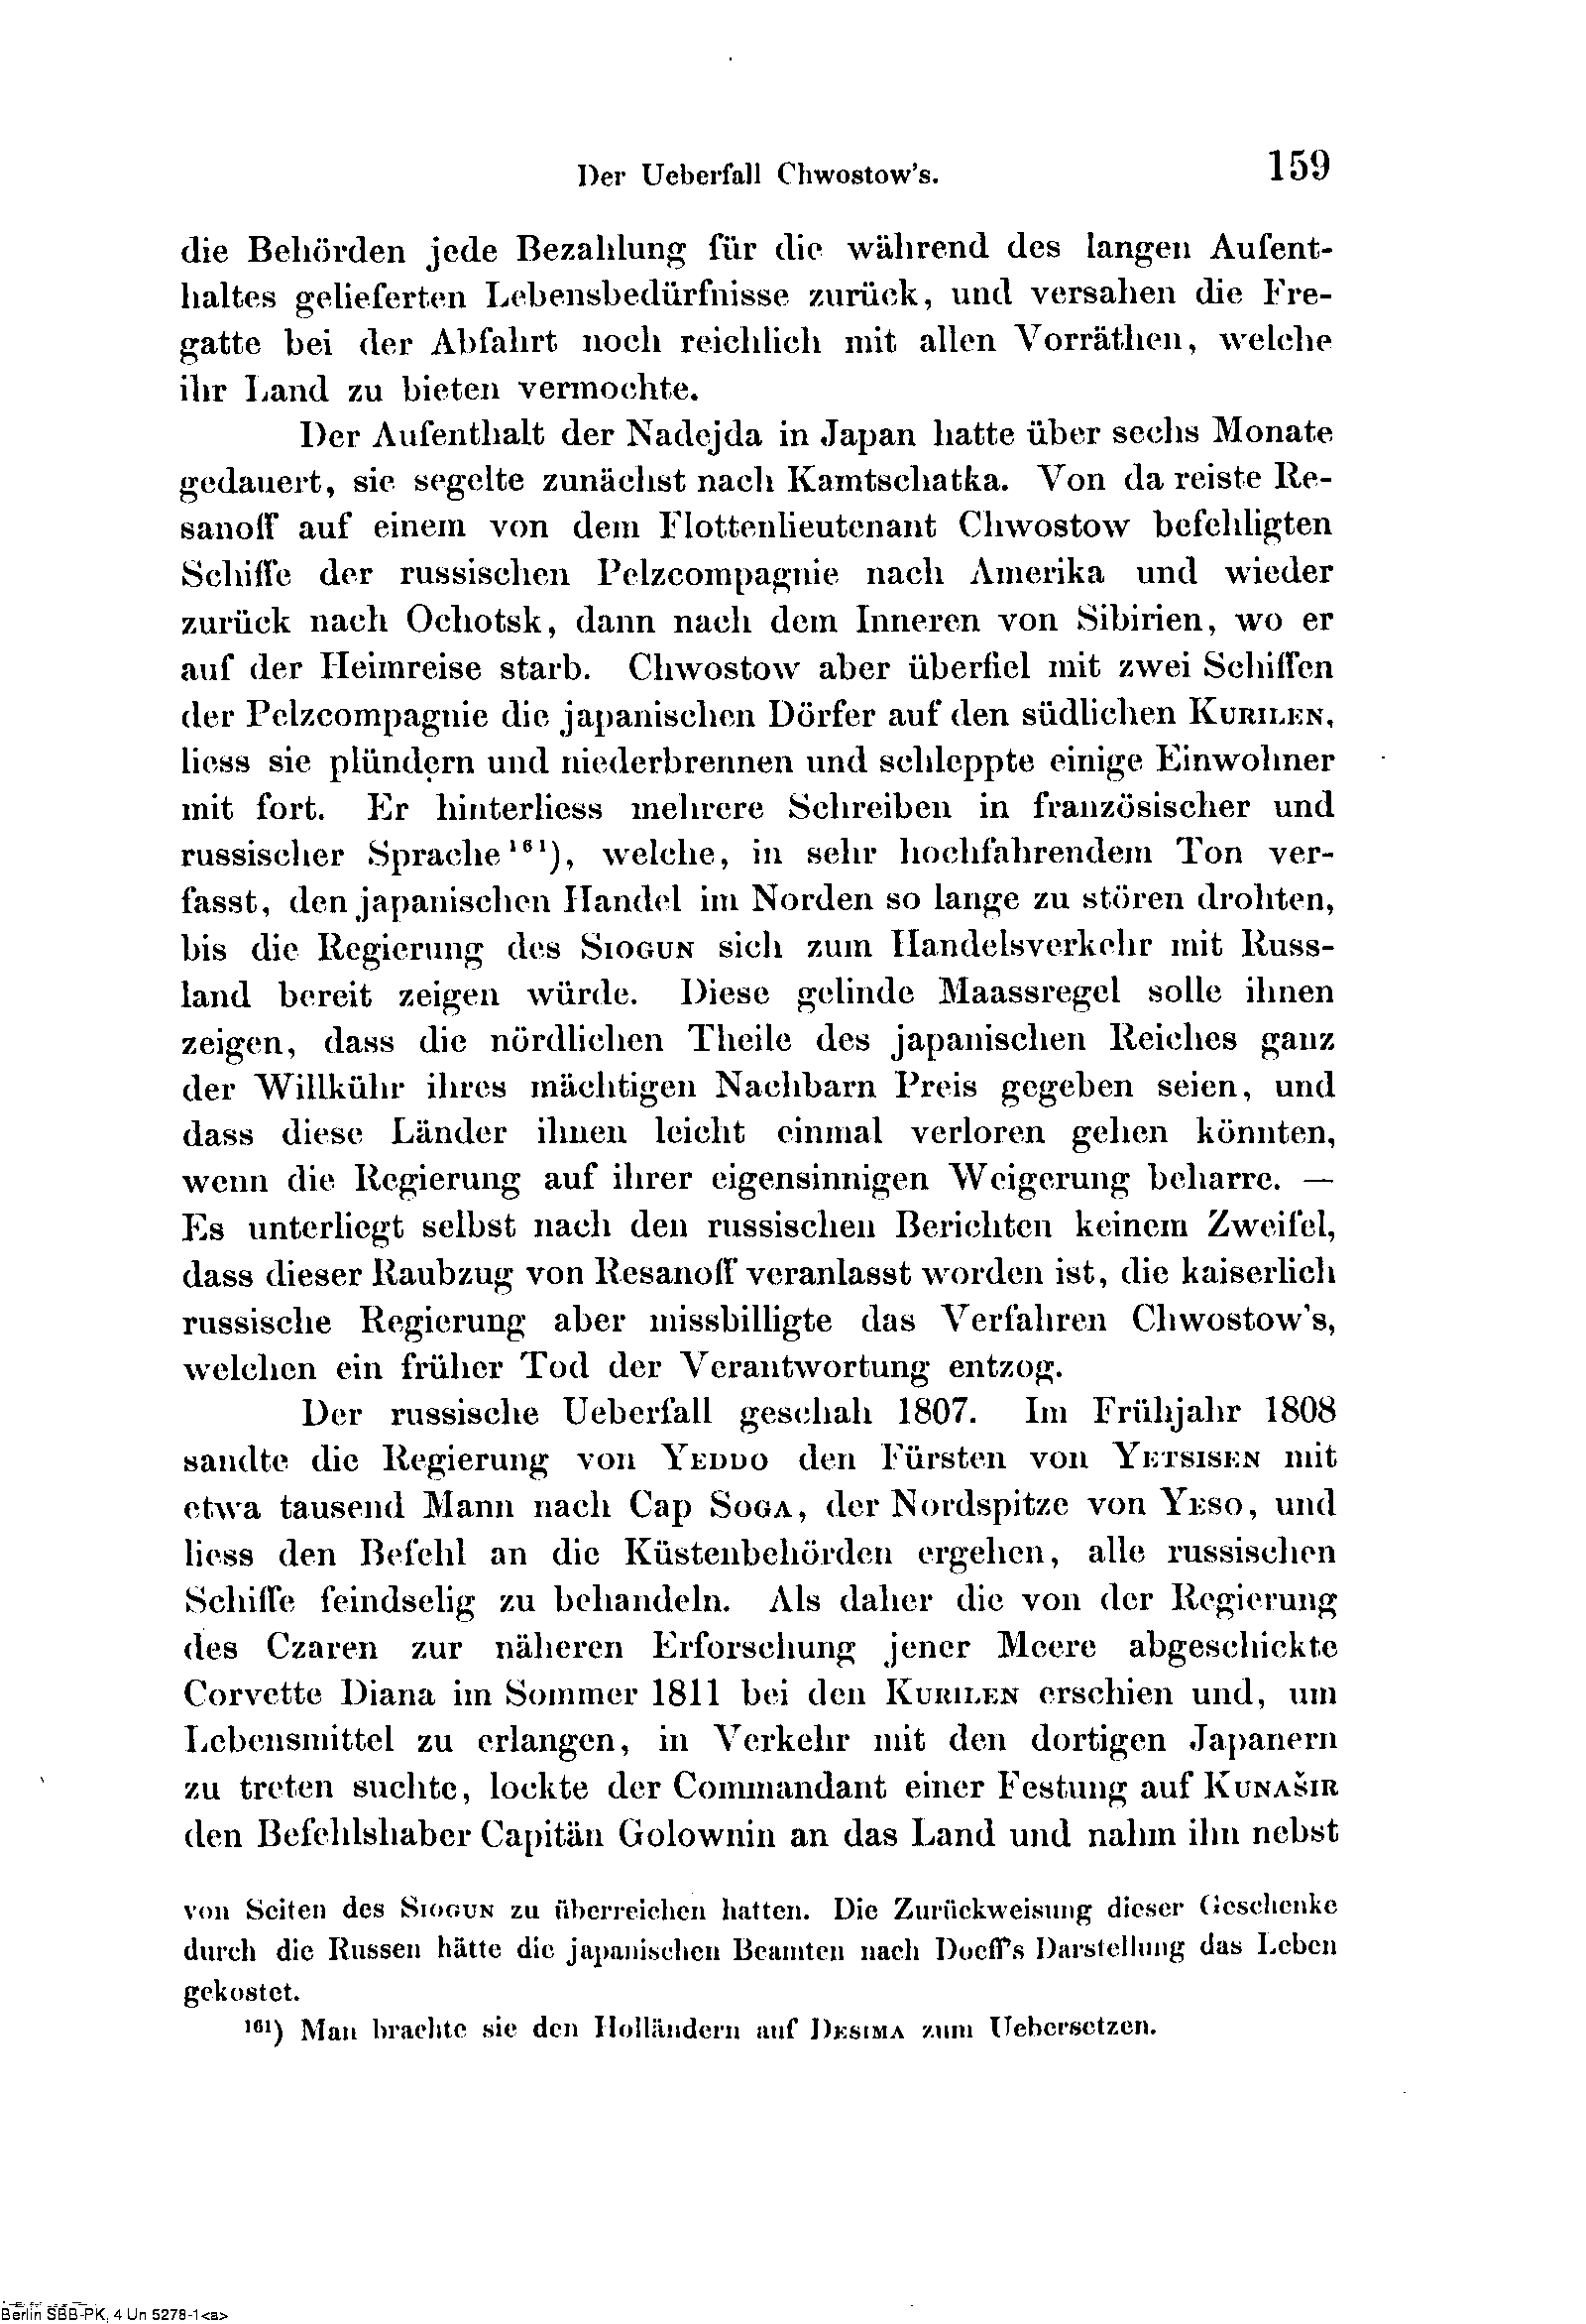 Der Ueberfall Chwostow's. 159
die Behörden jede Bezahlung für die während des langen Aufent-
haltes gelieferten Lebensbedürfnisse zurück, und versahen die Fre-
gatte bei der Abfahrt noch reichlich mit allen Vorräthen, welche
ihr Land zu bieten vermochte.
Der Aufenthalt der Nadejda in Japan hatte über sechs Monate
gedauert, sie segelte zunächst nach Kamtschatka. Von da reiste Re-
sanoff auf einem von dem Flottenlieutenant Chwostow befehligten
Schiffe der russischen Pelzcompagnie nach Amerika und wieder
zurück nach Ochotsk, dann nach dem Inneren von Sibirien, wo er
auf der Heimreise starb. Chwostow aber überfiel mit zwei Schiffen
der Pelzcompagnie die japanischen Dörfer auf den südlichen KURILEN,
liess sie plündern und niederbrennen und schleppte einige Einwohner
mit fort. Er hinterliess mehrere Schreiben in französischer und
russischer Sprache¹⁶¹), welche, in sehr hochfahrendem Ton ver-
fasst, den japanischen Handel im Norden so lange zu stören drohten,
bis die Regierung des SIOGUN sich zum Handelsverkehr mit Russ-
land bereit zeigen würde. Diese gelinde Maassregel solle ihnen
zeigen, dass die nördlichen Theile des japanischen Reiches ganz
der Willkühr ihres mächtigen Nachbarn Preis gegeben seien, und
dass diese Länder ihnen leicht einmal verloren gehen könnten,
wenn die Regierung auf ihrer eigensinnigen Weigerung beharre. —
Es unterliegt selbst nach den russischen Berichten keinem Zweifel,
dass dieser Raubzug von Resanoff veranlasst worden ist, die kaiserlich
russische Regierung aber missbilligte das Verfahren Chwostow's,
welchen ein früher Tod der Verantwortung entzog.
Der russische Ueberfall geschah 1807. Im Frühjahr 1808
sandte die Regierung von YEDDO den Fürsten von YETSISEN mit
etwa tausend Mann nach Cap SOGA, der Nordspitze von YESO, und
liess den Befehl an die Küstenbehörden ergehen, alle russischen
Schiffe feindselig zu behandeln. Als daher die von der Regierung
des Czaren zur näheren Erforschung jener Meere abgeschickte
Corvette Diana im Sommer 1811 bei den KURILEN erschien und, um
Lebensmittel zu erlangen, in Verkehr mit den dortigen Japanern
zu treten suchte, lockte der Commandant einer Festung auf KUNAŠIR
den Befehlshaber Capitän Golownin an das Land und nahm ihn nebst
von Seiten des SIOGUN zu überreichen hatten. Die Zurückweisung dieser Geschenke
durch die Russen hätte die japanischen Beamten nach Doeff's Darstellung das Leben
gekostet.
¹⁶¹) Man brachte sie den Holländern auf DESIMA zum Uebersetzen.
Berlin SBB-PK, 4 Un 5278-1<a>